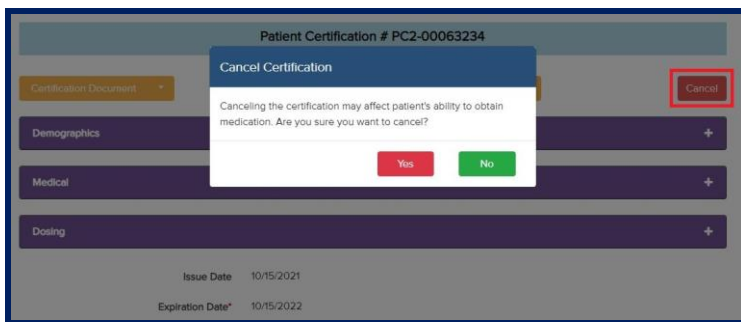 Patient Certification # PC2-00063234
Cancel Certification
Certification Document
Cancel
Canceling the certification may affect patient's ability to obtain
medication. Are you sure you want to cancel?
Demographics +
Yes No
Medical +
Dosing +
Issue Date 10/15/2021
Expiration Date* 10/15/2022